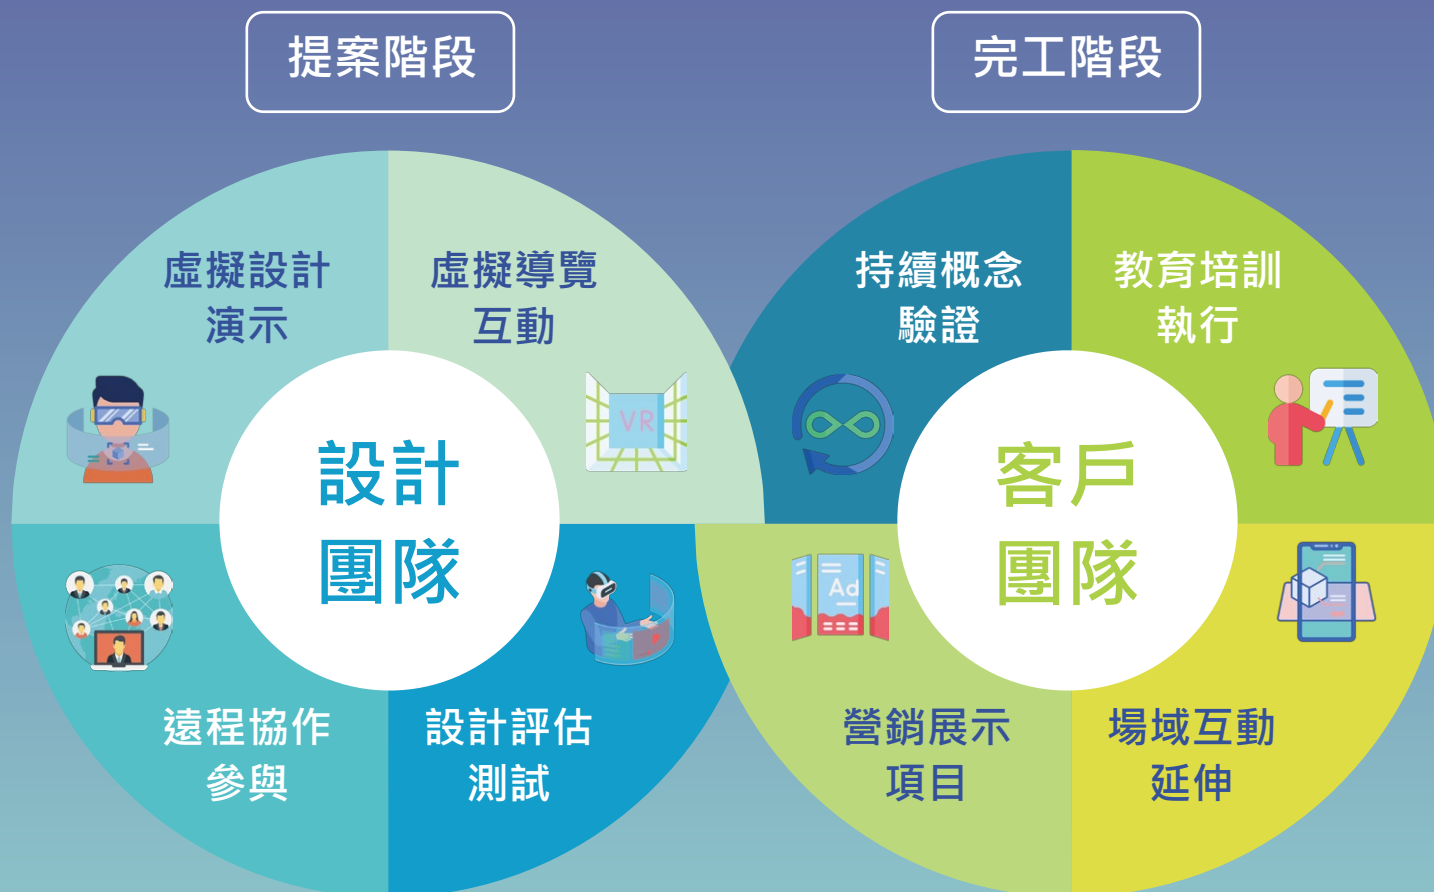 提案階段
完工階段
虛擬設計
演示
虛擬導覽
互動
VR
設計
團隊
遠程協作
參與
設計評估
測試
持續概念
驗證
教育培訓
執行
客戶
團隊
Ad
營銷展示
項目
場域互動
延伸